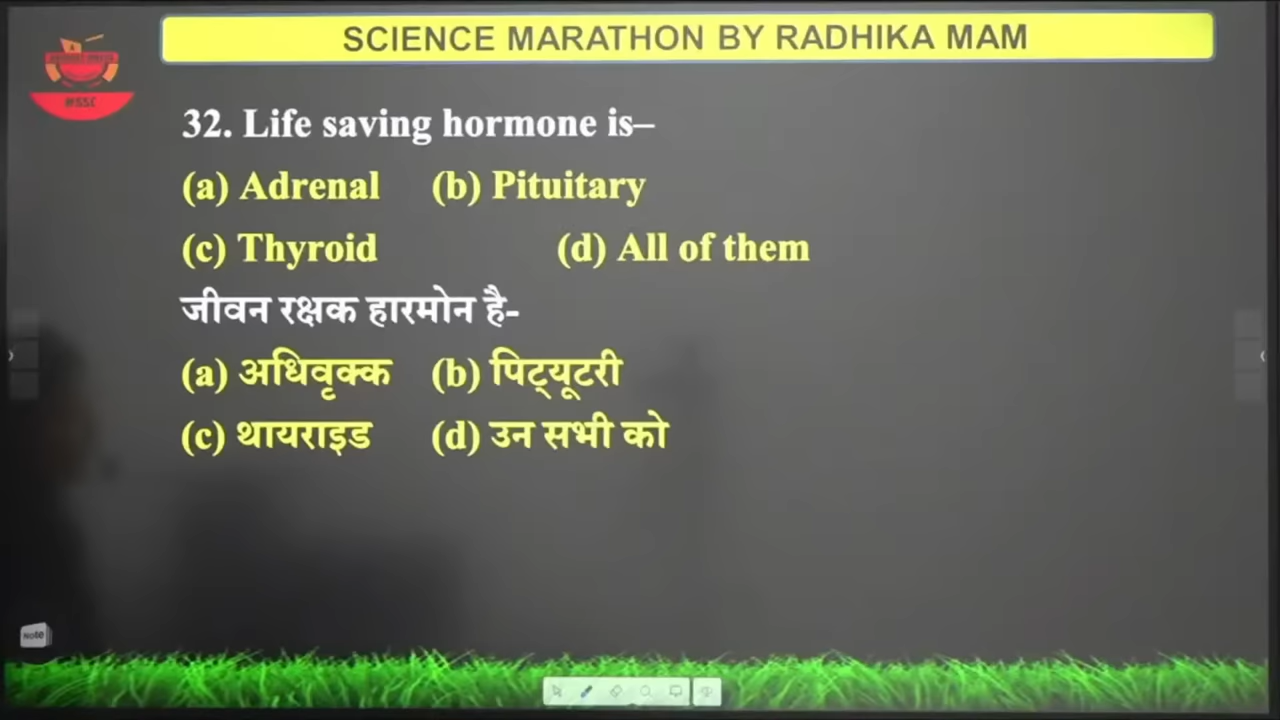 SCIENCE MARATHON BY RADHIKA MAM
32. Life saving hormone is–
(a) Adrenal (b) Pituitary
(c) Thyroid (d) All of them
जीवन रक्षक हारमोन है-
(a) अधिवृक्क (b) पिट्यूटरी
(c) थायराइड (d) उन सभी को
Note